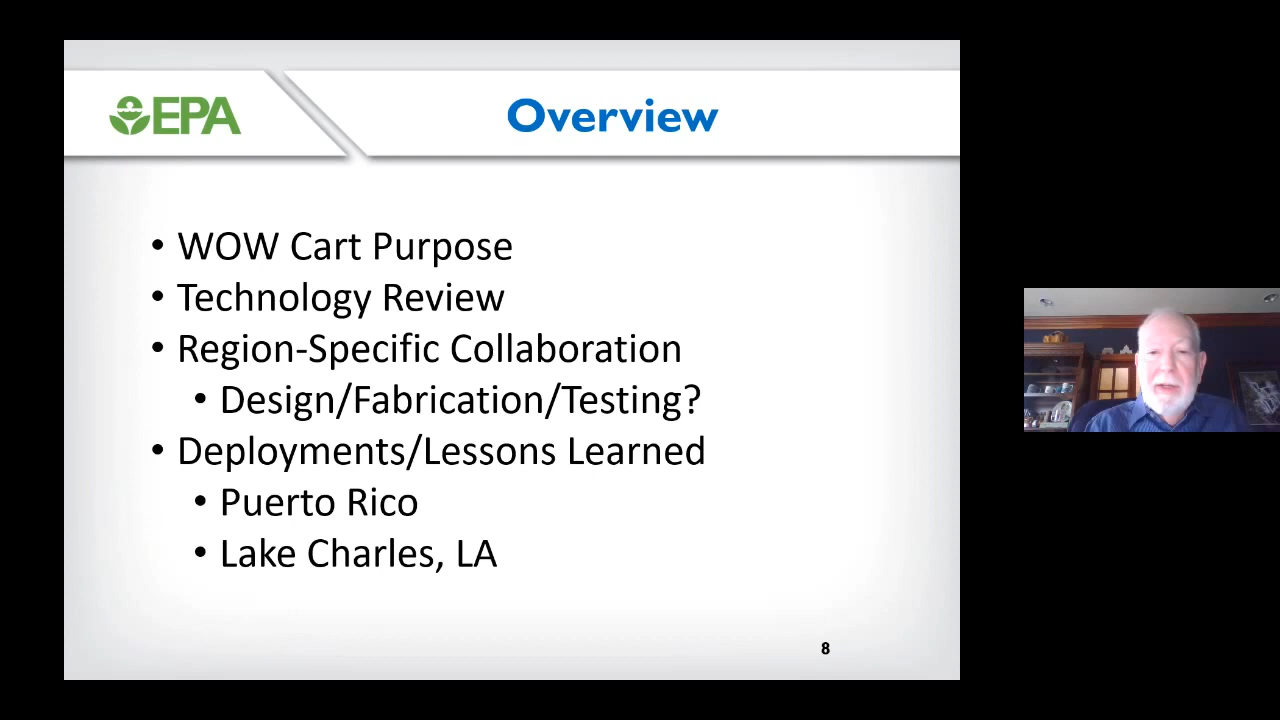 EPA
Overview
• WOW Cart Purpose
• Technology Review
• Region-Specific Collaboration
• Design/Fabrication/Testing?
• Deployments/Lessons Learned
• Puerto Rico
• Lake Charles, LA
8